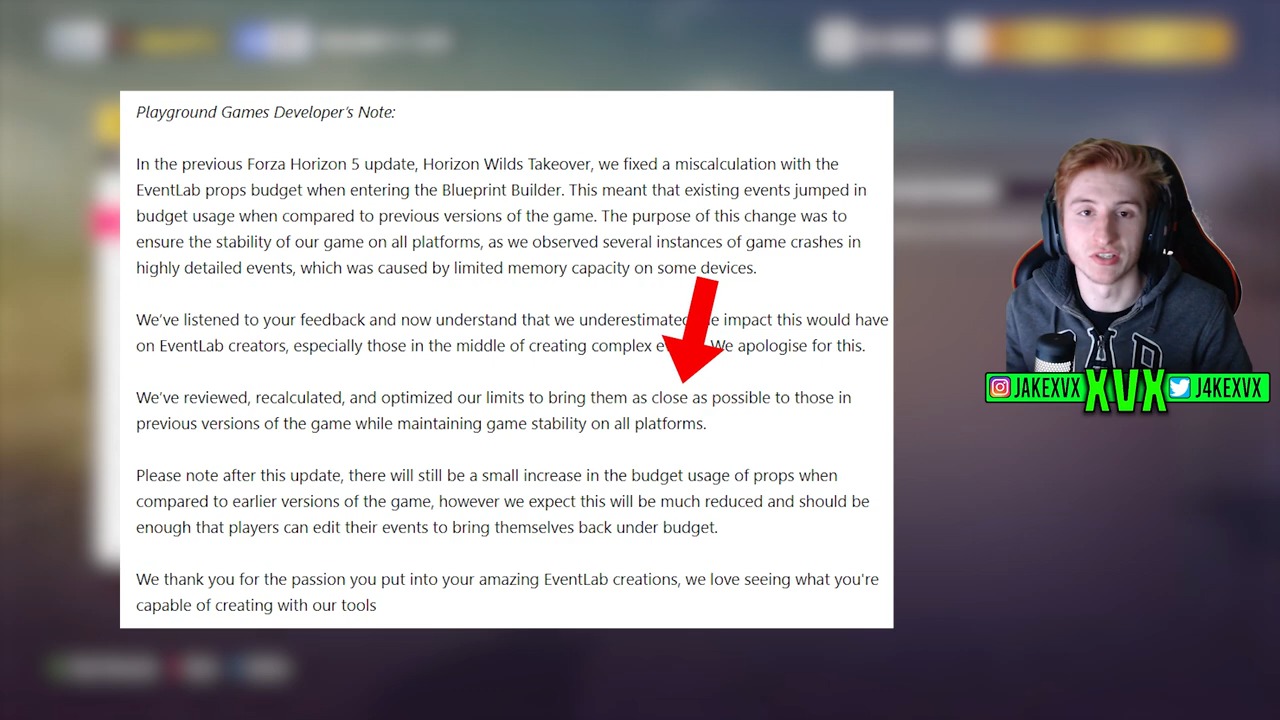 Playground Games Developer's Note:
In the previous Forza Horizon 5 update, Horizon Wilds Takeover, we fixed a miscalculation with the
EventLab props budget when entering the Blueprint Builder. This meant that existing events jumped in
budget usage when compared to previous versions of the game. The purpose of this change was to
ensure the stability of our game on all platforms, as we observed several instances of game crashes in
highly detailed events, which was caused by limited memory capacity on some devices.
We've listened to your feedback and now understand that we underestimated impact this would have
on EventLab creators, especially those in the middle of creating complex We apologise for this.
We've reviewed, recalculated, and optimized our limits to bring them as close as possible to those in
previous versions of the game while maintaining game stability on all platforms.
Please note after this update, there will still be a small increase in the budget usage of props when
compared to earlier versions of the game, however we expect this will be much reduced and should be
enough that players can edit their events to bring themselves back under budget.
We thank you for the passion you put into your amazing EventLab creations, we love seeing what you're
capable of creating with our tools
JAKEXVX XVX J4KEXVX